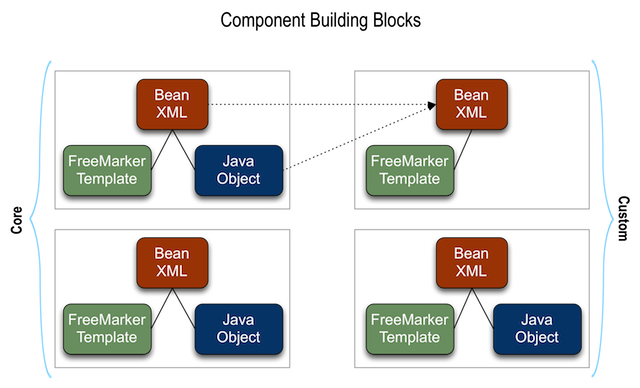 Component Building Blocks
Core
Bean
XML
FreeMarker
Template
Java
Object
Bean
XML
FreeMarker
Template
Bean
XML
FreeMarker
Template
Java
Object
Bean
XML
FreeMarker
Template
Java
Object
Custom